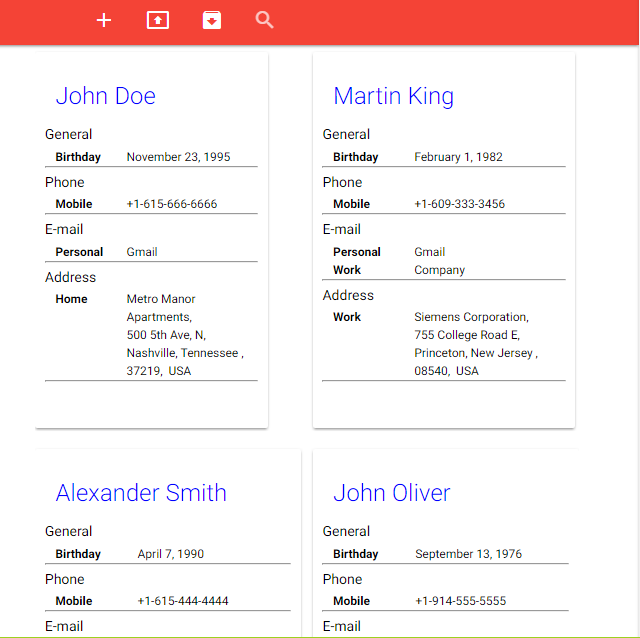 John Doe
General
Birthday November 23, 1995
Phone
Mobile +1-615-666-6666
E-mail
Personal Gmail
Address
Home Metro Manor
Apartments,
500 5th Ave, N,
Nashville, Tennessee ,
37219, USA
Martin King
General
Birthday February 1, 1982
Phone
Mobile +1-609-333-3456
E-mail
Personal Gmail
Work Company
Address
Work Siemens Corporation,
755 College Road E,
Princeton, New Jersey ,
08540, USA
Alexander Smith
General
Birthday April 7, 1990
Phone
Mobile +1-615-444-4444
E-mail
John Oliver
General
Birthday September 13, 1976
Phone
Mobile +1-914-555-5555
E-mail